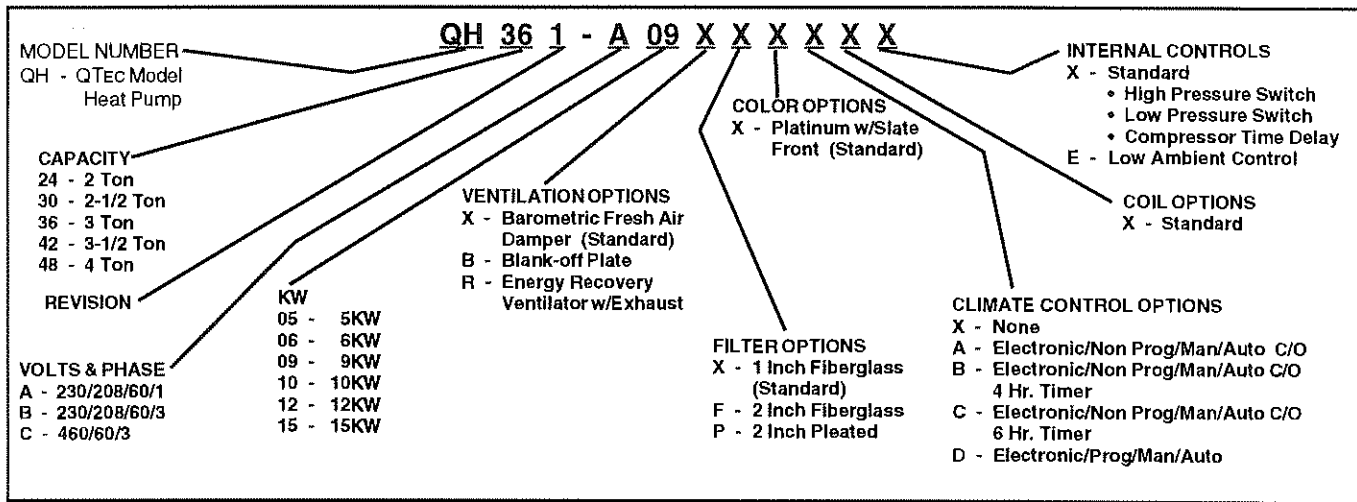 QH 36 1 - A 09 X X X X X X
MODEL NUMBER
QH - QTEC Model
Heat Pump
CAPACITY
24 - 2 Ton
30 - 2-1/2 Ton
36 - 3 Ton
42 - 3-1/2 Ton
48 - 4 Ton
REVISION
VOLTS & PHASE
A - 230/208/60/1
B - 230/208/60/3
C - 460/60/3
KW
05 - 5KW
06 - 6KW
09 - 9KW
10 - 10KW
12 - 12KW
15 - 15KW
VENTILATION OPTIONS
X - Barometric Fresh Air
Damper (Standard)
B - Blank-off Plate
R - Energy Recovery
Ventilator w/Exhaust
COLOR OPTIONS
X - Platinum w/Slate
Front (Standard)
FILTER OPTIONS
X - 1 Inch Fiberglass
(Standard)
F - 2 Inch Fiberglass
P - 2 Inch Pleated
INTERNAL CONTROLS
X - Standard
• High Pressure Switch
• Low Pressure Switch
• Compressor Time Delay
E - Low Ambient Control
COIL OPTIONS
X - Standard
CLIMATE CONTROL OPTIONS
X - None
A - Electronic/Non Prog/Man/Auto C/O
B - Electronic/Non Prog/Man/Auto C/O
4 Hr. Timer
C - Electronic/Non Prog/Man/Auto C/O
6 Hr. Timer
D - Electronic/Prog/Man/Auto